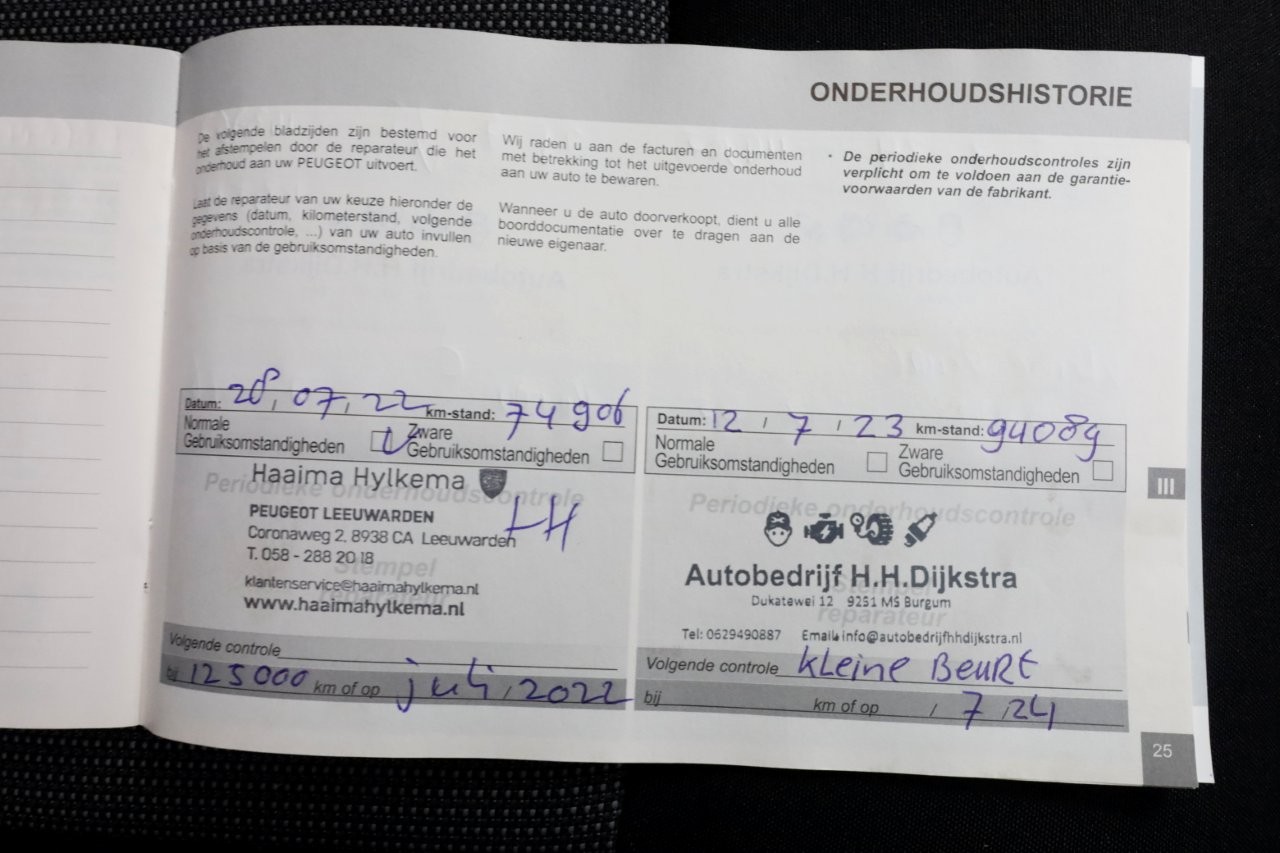 ONDERHOUDSHISTORIE
De volgende bladzijden zijn bestemd voor
het afstempelen door de reparateur die het
onderhoud aan uw PEUGEOT uitvoert.
Laat de reparateur van uw keuze hieronder de
gegevens (datum, kilometerstand, volgende
onderhoudscontrole, ...) van uw auto invullen
op basis van de gebruiksomstandigheden.
Wij raden u aan de facturen en documenten
met betrekking tot het uitgevoerde onderhoud
aan uw auto te bewaren.
Wanneer u de auto doorverkoopt, dient u alle
boorddocumentatie over te dragen aan de
nieuwe eigenaar.
• De periodieke onderhoudscontroles zijn
verplicht om te voldoen aan de garantie-
voorwaarden van de fabrikant.
Datum: 28 / 07 / 22 km-stand: 74906
Normale
Gebruiksomstandigheden
Zware
Gebruiksomstandigheden
Periodieke onderhoudscontrole
Haaima Hylkema
LH
PEUGEOT LEEUWARDEN
Coronaweg 2, 8938 CA Leeuwarden
T. 058 - 288 20 18
Stempel
reparateur
klantenservice@haaimahylkema.nl
www.haaimahylkema.nl
Volgende controle
bij 125000 km of op juli / 2022
Datum: 12 / 7 / 23 km-stand: 94089
Normale
Gebruiksomstandigheden
Zware
Gebruiksomstandigheden
Periodieke onderhoudscontrole
Autobedrijf H.H.Dijkstra
Stempel
Dukatewei 12 9251 MS Burgum
reparateur
Tel: 0629490887 Email: info@autobedrijfhhdijkstra.nl
Volgende controle kleine Beurt
bij km of op / 7 / 24
III
25